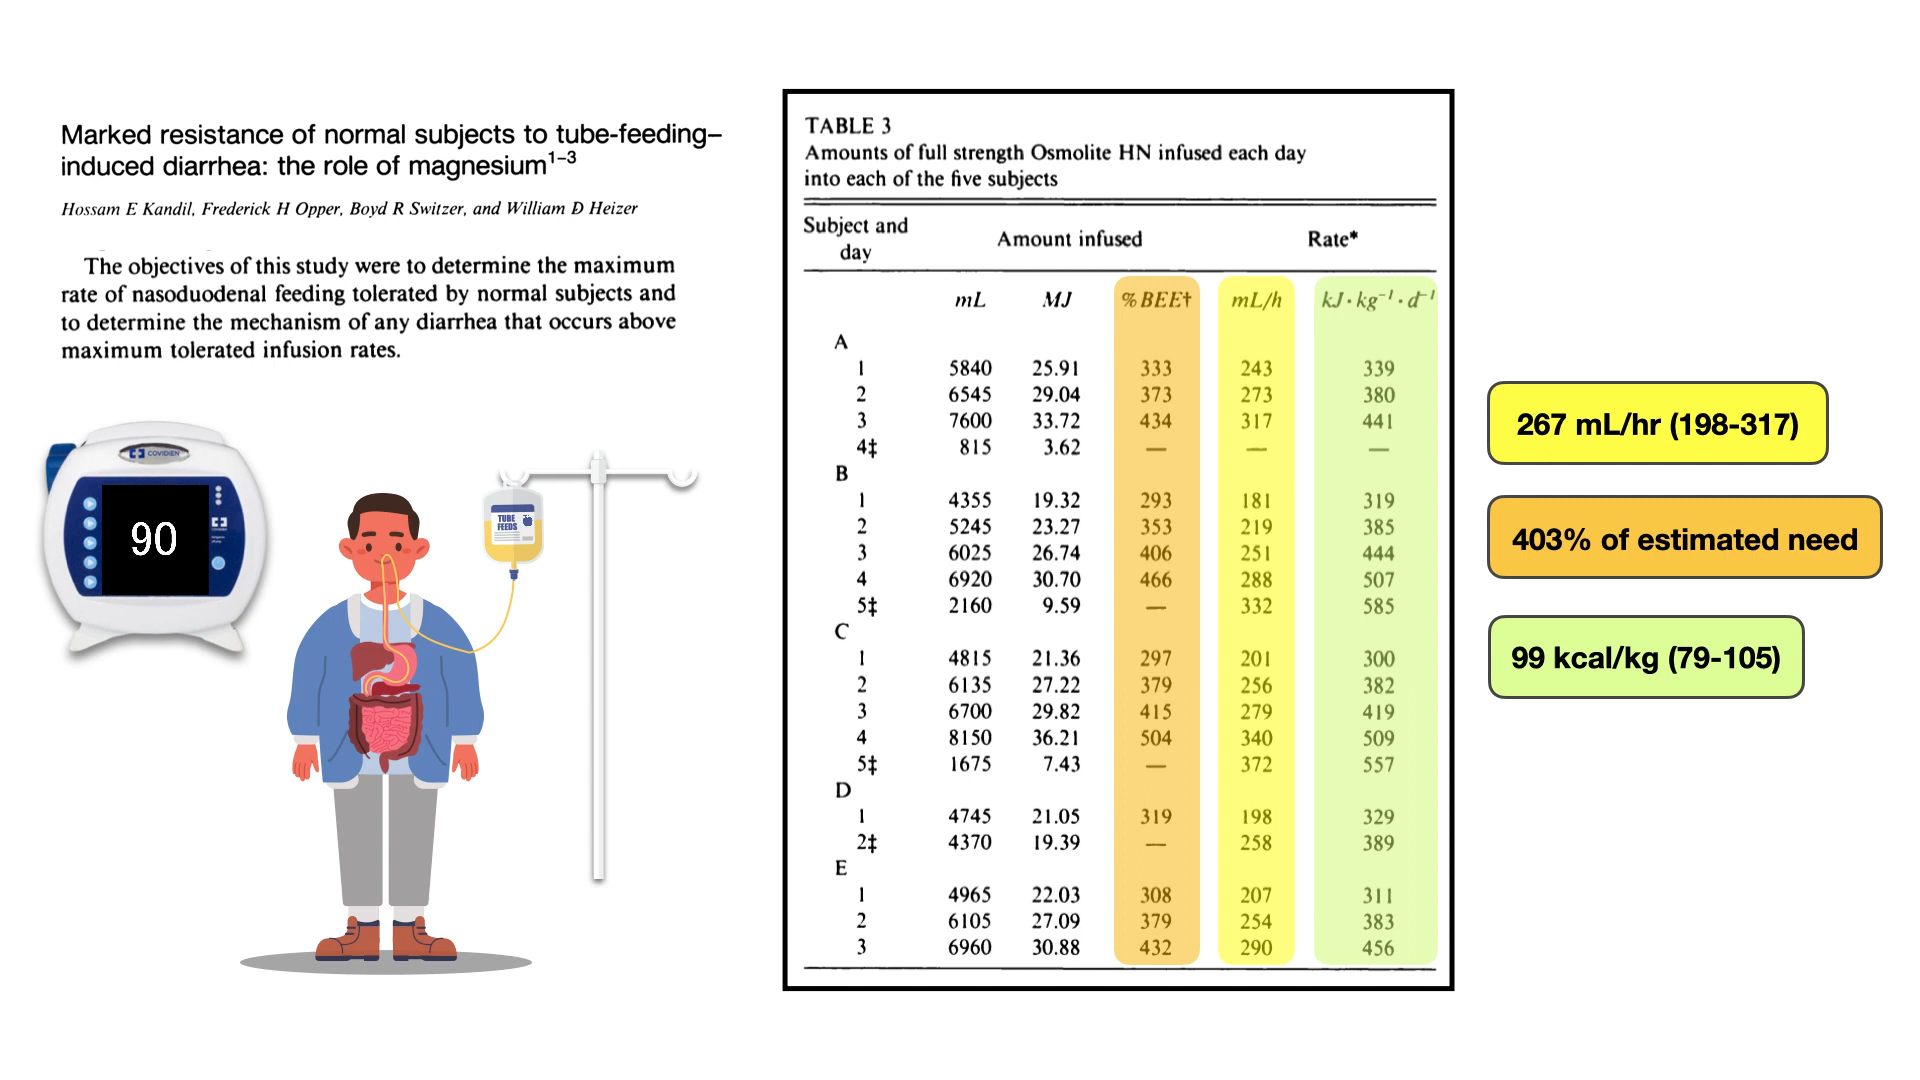 Marked resistance of normal subjects to tube-feeding–
induced diarrhea: the role of magnesium¹⁻³
Hossam E Kandil, Frederick H Opper, Boyd R Switzer, and William D Heizer
The objectives of this study were to determine the maximum
rate of nasoduodenal feeding tolerated by normal subjects and
to determine the mechanism of any diarrhea that occurs above
maximum tolerated infusion rates.
COVIDIEN
90
TUBE
FEEDS
TABLE 3
Amounts of full strength Osmolite HN infused each day
into each of the five subjects
Subject and day Amount infused Rate*
mL MJ %BEE† mL/h kJ·kg⁻¹·d⁻¹
A
1 5840 25.91 333 243 339
2 6545 29.04 373 273 380
3 7600 33.72 434 317 441
4‡ 815 3.62 — — —
B
1 4355 19.32 293 181 319
2 5245 23.27 353 219 385
3 6025 26.74 406 251 444
4 6920 30.70 466 288 507
5‡ 2160 9.59 — 332 585
C
1 4815 21.36 297 201 300
2 6135 27.22 379 256 382
3 6700 29.82 415 279 419
4 8150 36.21 504 340 509
5‡ 1675 7.43 — 372 557
D
1 4745 21.05 319 198 329
2‡ 4370 19.39 — 258 389
E
1 4965 22.03 308 207 311
2 6105 27.09 379 254 383
3 6960 30.88 432 290 456
267 mL/hr (198-317)
403% of estimated need
99 kcal/kg (79-105)